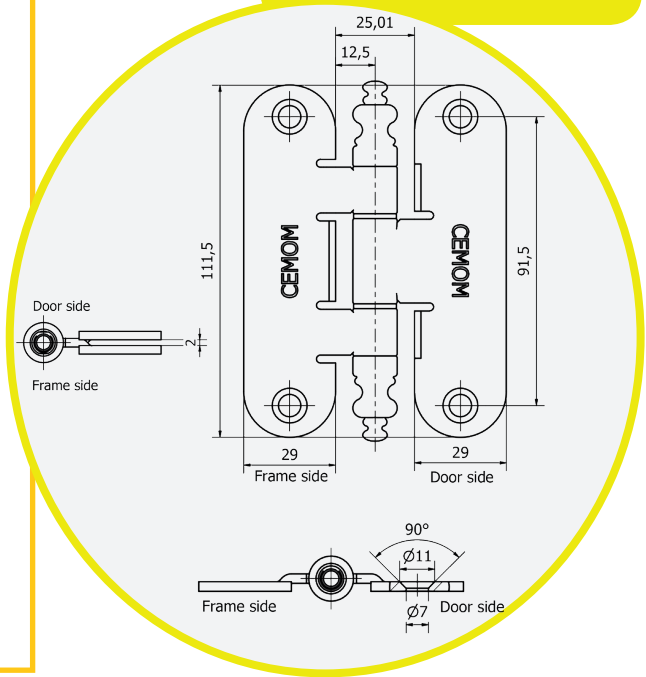 25,01
12,5
111,5
CEMOM
CEMOM
91,5
Door side
2
Frame side
29
29
Frame side
Door side
90°
Ø11
Frame side
Door side
Ø7